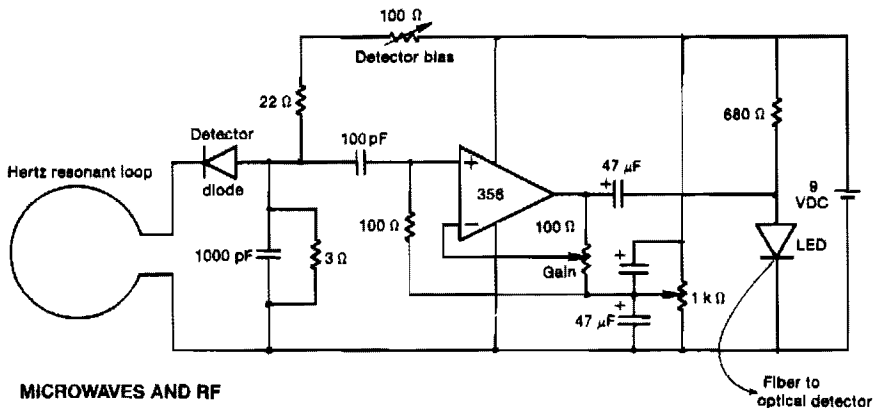 100 Ω
Detector bias
22 Ω
680 Ω
Detector
100 pF
47 µF
+
Hertz resonant loop
diode
+
356
9
VDC
−
100 Ω
100 Ω
LED
1000 pF
3 Ω
+
Gain
+
1 kΩ
47 µF
MICROWAVES AND RF
Fiber to
optical detector